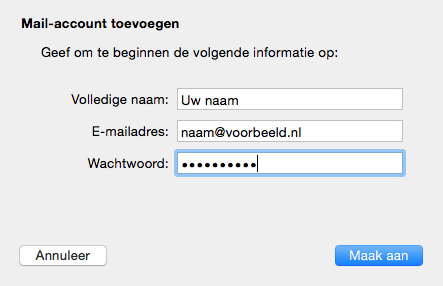 Mail-account toevoegen
Geef om te beginnen de volgende informatie op:
Volledige naam: Uw naam
E-mailadres: naam@voorbeeld.nl
Wachtwoord: ••••••••••
Annuleer Maak aan